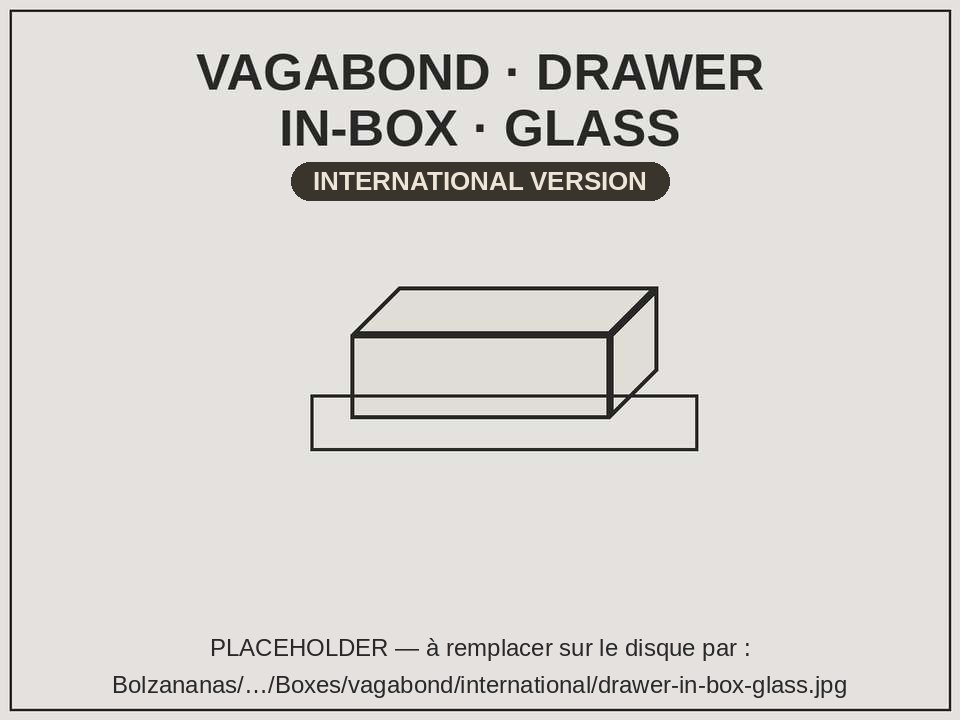 VAGABOND · DRAWER
IN-BOX · GLASS
INTERNATIONAL VERSION
PLACEHOLDER — à remplacer sur le disque par :
Bolzananas/…/Boxes/vagabond/international/drawer-in-box-glass.jpg